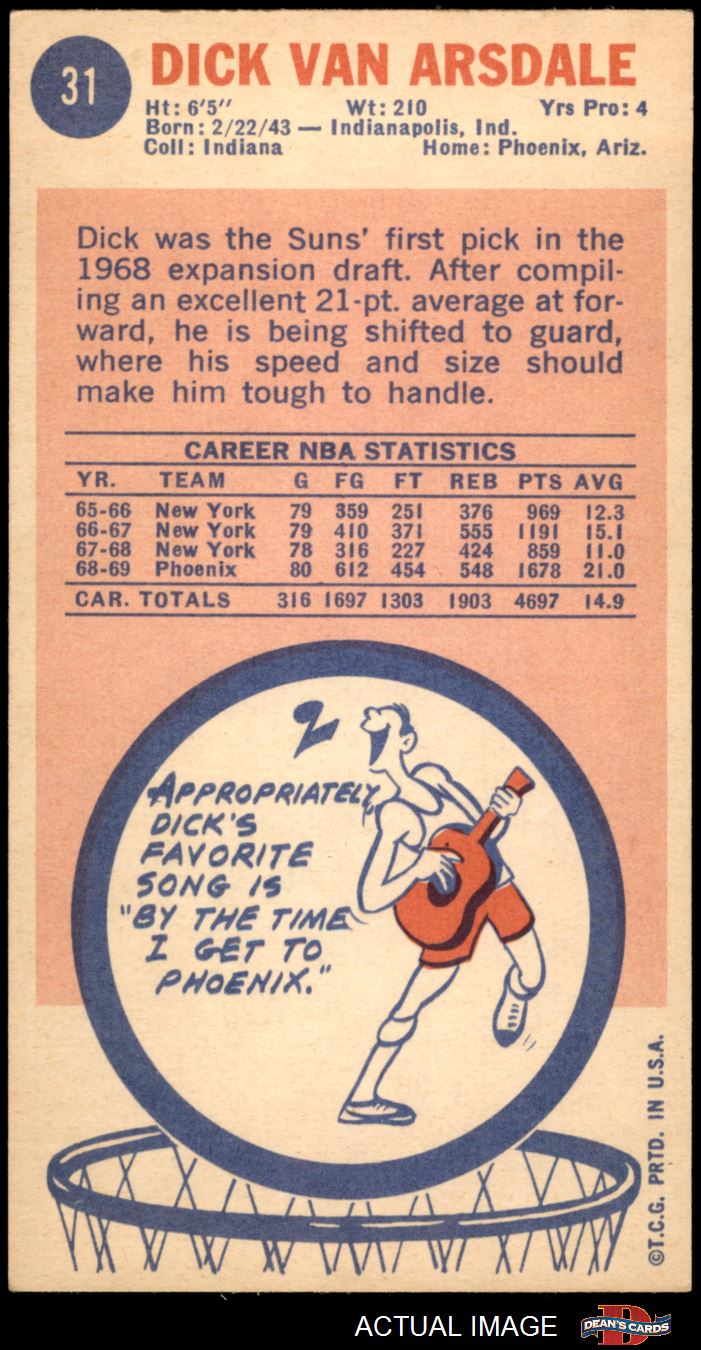 31
DICK VAN ARSDALE
Ht: 6'5" Wt: 210 Yrs Pro: 4
Born: 2/22/43 — Indianapolis, Ind.
Coll: Indiana Home: Phoenix, Ariz.
Dick was the Suns' first pick in the
1968 expansion draft. After compil-
ing an excellent 21-pt. average at for-
ward, he is being shifted to guard,
where his speed and size should
make him tough to handle.
CAREER NBA STATISTICS
YR. TEAM G FG FT REB PTS AVG
65-66 New York 79 359 251 376 969 12.3
66-67 New York 79 410 371 555 1191 15.1
67-68 New York 78 316 227 424 859 11.0
68-69 Phoenix 80 612 454 548 1678 21.0
CAR. TOTALS 316 1697 1303 1903 4697 14.9
APPROPRIATELY
DICK'S
FAVORITE
SONG IS
"BY THE TIME
I GET TO
PHOENIX."
©T.C.G. PRTD. IN U.S.A.
ACTUAL IMAGE
DEAN'S CARDS